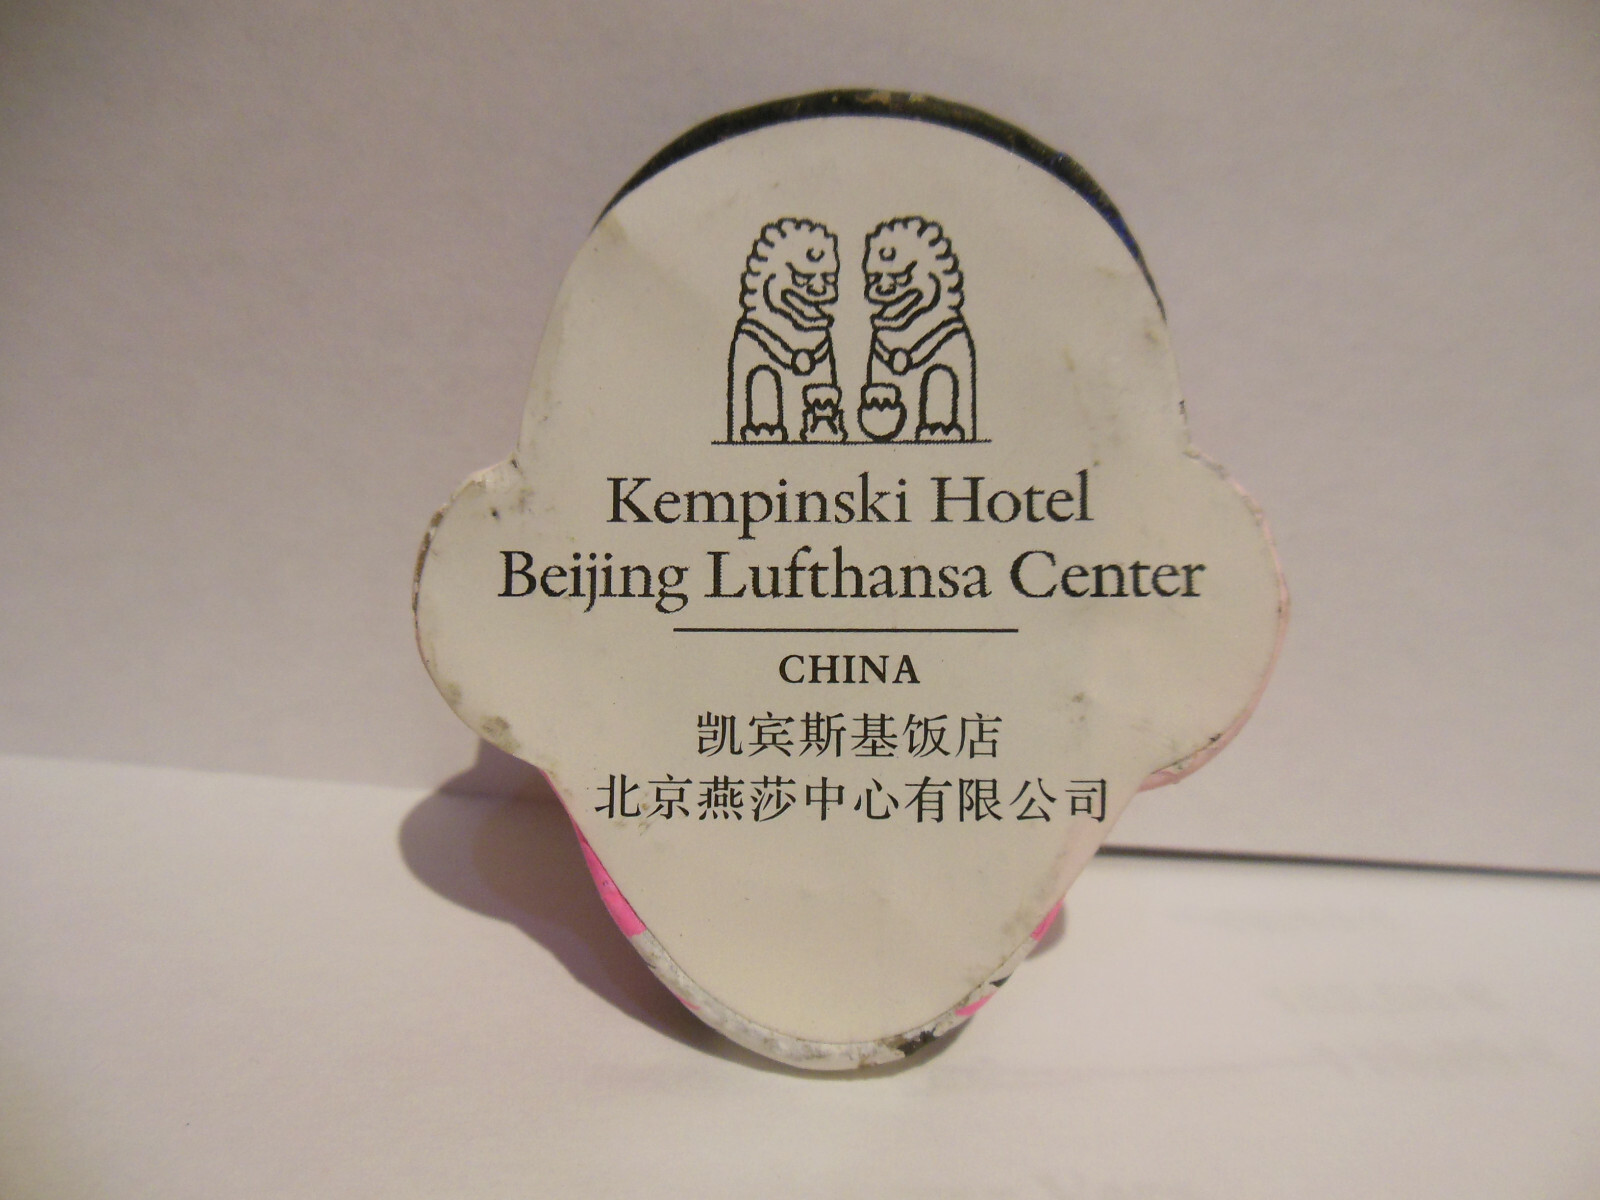 Kempinski Hotel
Beijing Lufthansa Center
CHINA
凯宾斯基饭店
北京燕莎中心有限公司